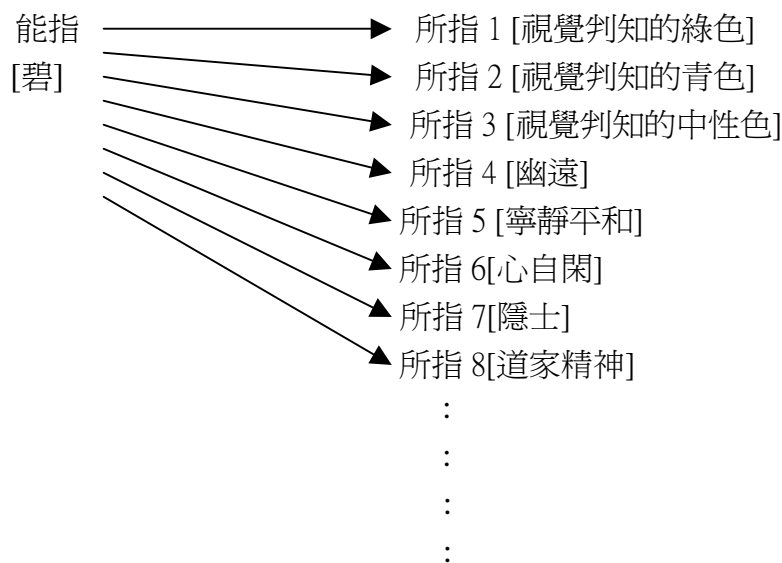 能指 所指 1 [視覺判知的綠色]
[碧] 所指 2 [視覺判知的青色]
所指 3 [視覺判知的中性色]
所指 4 [幽遠]
所指 5 [寧靜平和]
所指 6[心自閑]
所指 7[隱士]
所指 8[道家精神]
:
:
:
: